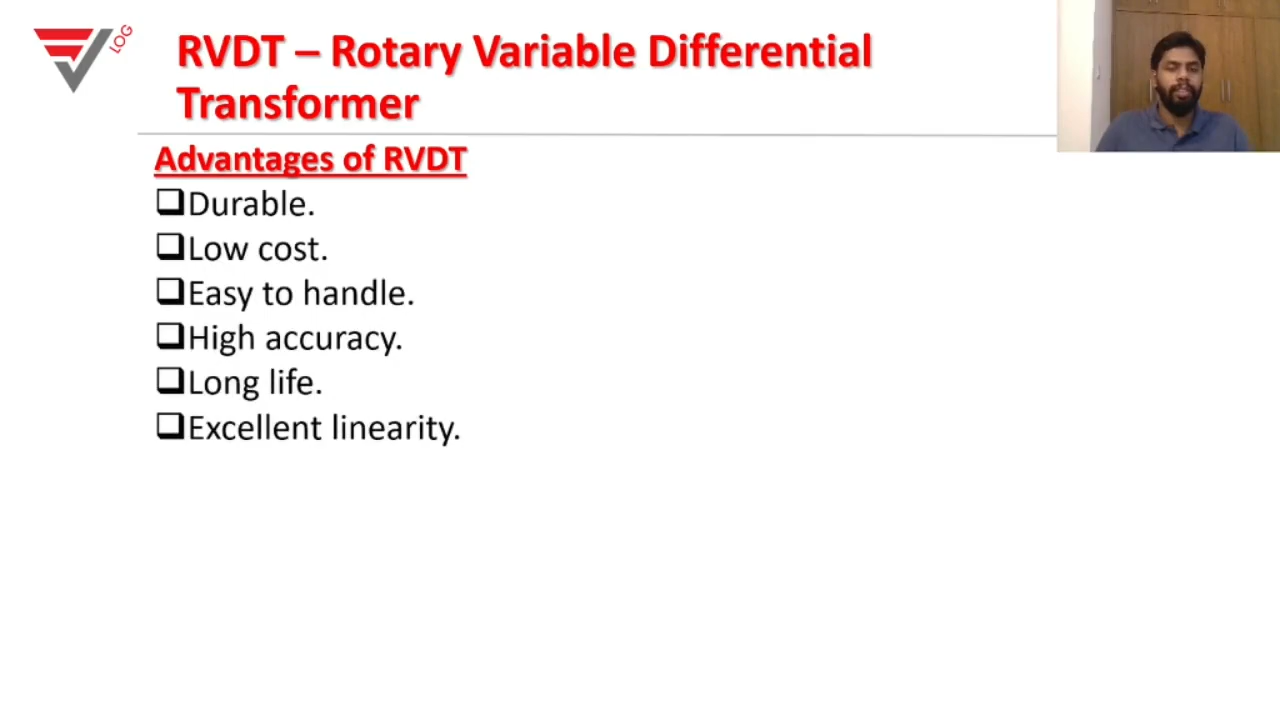 LOG
RVDT – Rotary Variable Differential
Transformer
Advantages of RVDT
Durable.
Low cost.
Easy to handle.
High accuracy.
Long life.
Excellent linearity.